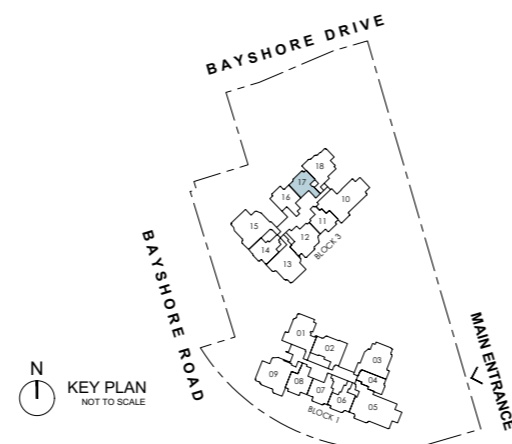 BAYSHORE DRIVE
18
17
16
10
15
11
12
14
13
BLOCK 3
BAYSHORE ROAD
01
02
03
09
08
07
04
06
05
BLOCK 1
MAIN ENTRANCE
N
KEY PLAN
NOT TO SCALE